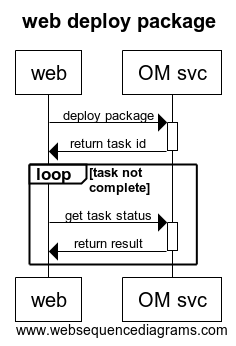 web deploy package
web
OM svc
deploy package
return task id
loop
[task not
complete]
get task status
return result
web
OM svc
www.websequencediagrams.com